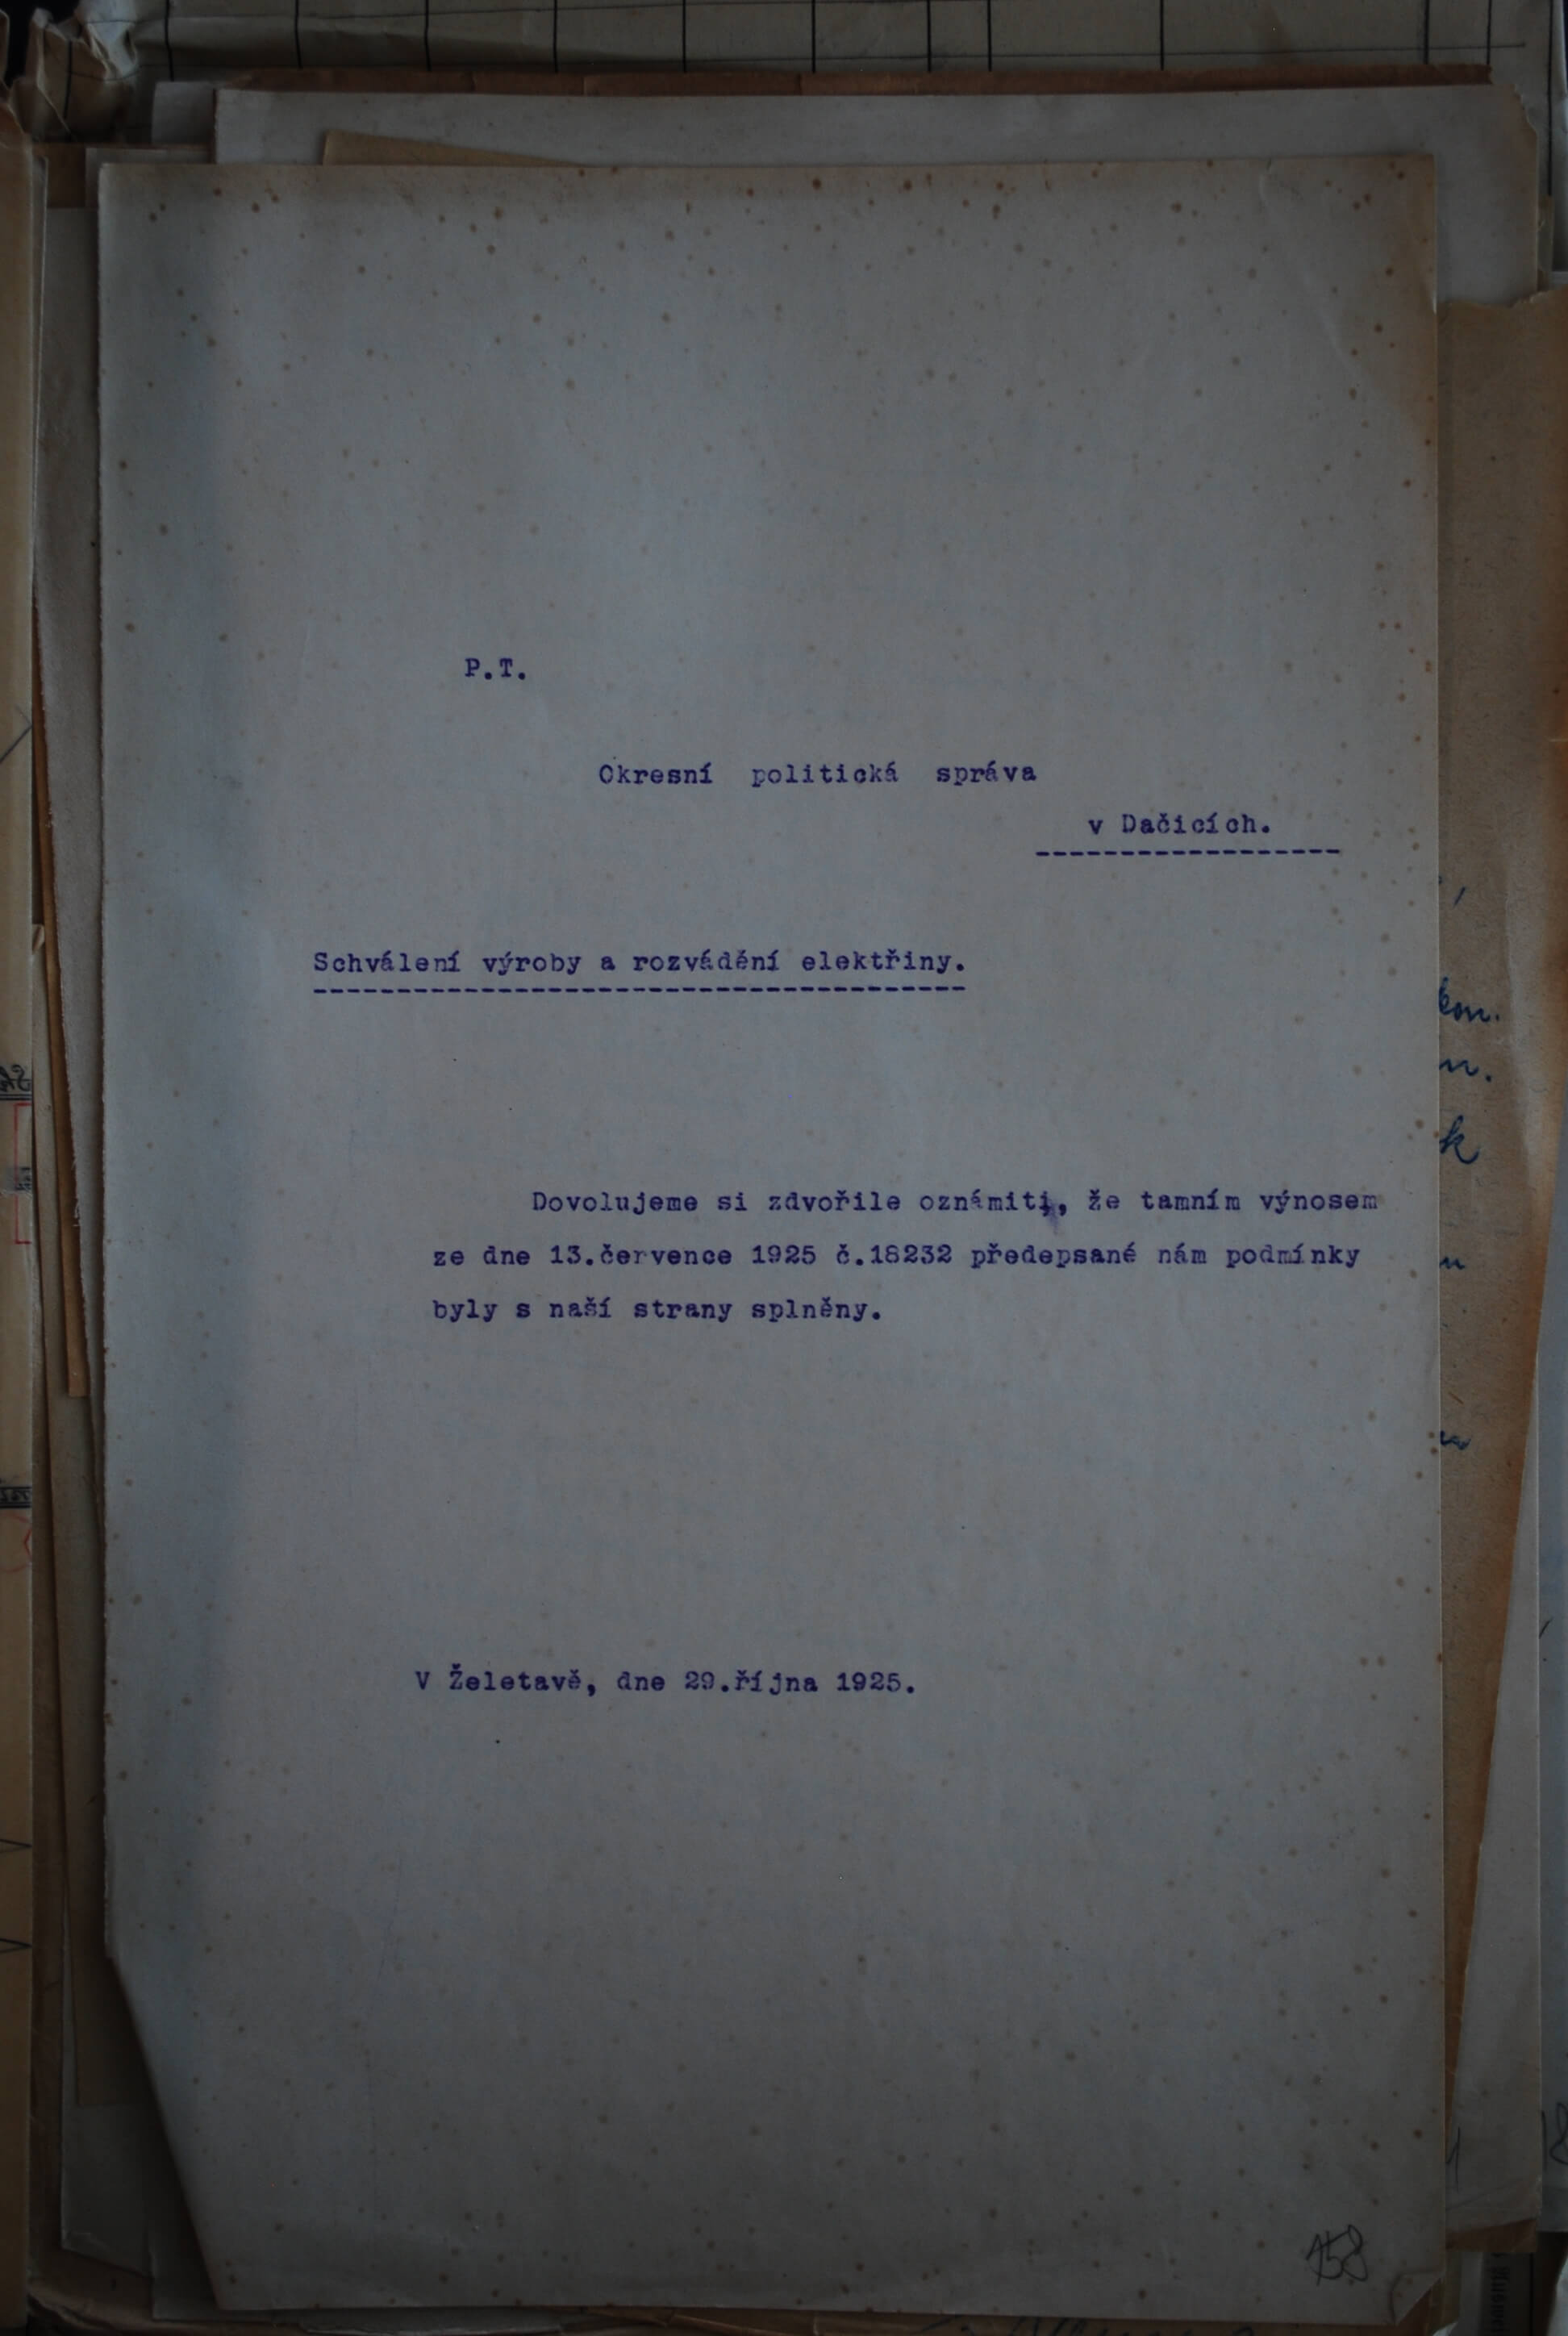 P.T.
Okresní politická správa
v Dačicích.
Schválení výroby a rozvádění elektřiny.
Dovolujeme si zdvořile oznámiti, že tamním výnosem
ze dne 13.července 1925 č.18232 předepsané nám podmínky
byly s naší strany splněny.
V Želetavě, dne 29.října 1925.
158